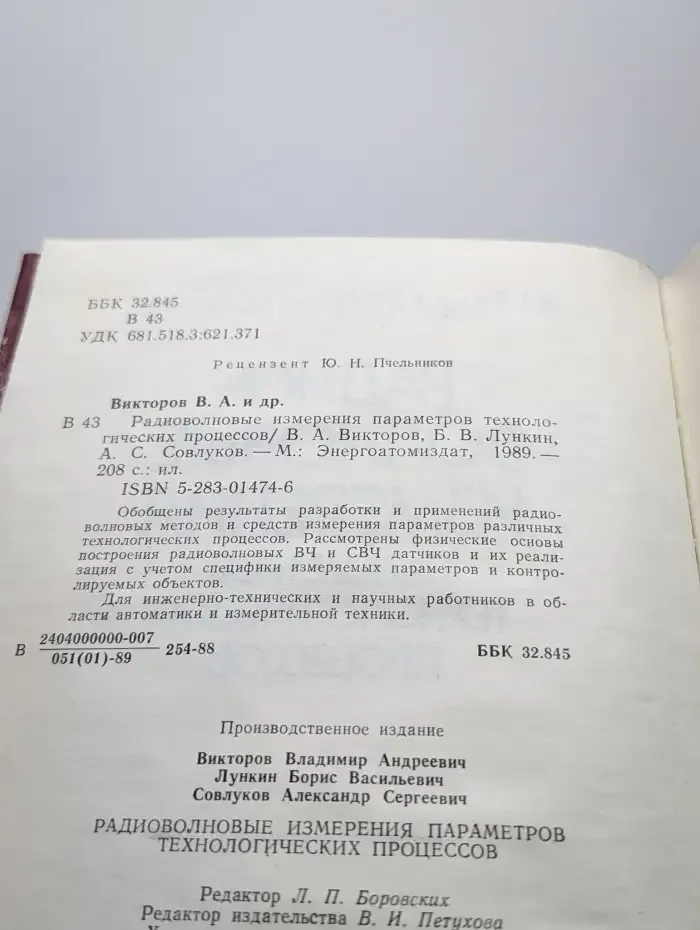 ББК 32.845
В 43
УДК 681.518.3:621.371
Рецензент Ю. Н. Пчельников
Викторов В. А. и др.
В 43 Радиоволновые измерения параметров техноло-
гических процессов/ В. А. Викторов, Б. В. Лункин,
А. С. Совлуков. — М.: Энергоатомиздат, 1989. —
208 с.: ил.
ISBN 5-283-01474-6
Обобщены результаты разработки и применений радио-
волновых методов и средств измерения параметров различных
технологических процессов. Рассмотрены физические основы
построения радиоволновых ВЧ и СВЧ датчиков и их реали-
зация с учетом специфики измеряемых параметров и контро-
лируемых объектов.
Для инженерно-технических и научных работников в об-
ласти автоматики и измерительной техники.
В 2404000000-007
051(01)-89 254-88 ББК 32.845
Производственное издание
Викторов Владимир Андреевич
Лункин Борис Васильевич
Совлуков Александр Сергеевич
РАДИОВОЛНОВЫЕ ИЗМЕРЕНИЯ ПАРАМЕТРОВ
ТЕХНОЛОГИЧЕСКИХ ПРОЦЕССОВ
Редактор Л. П. Боровских
Редактор издательства В. И. Петухова